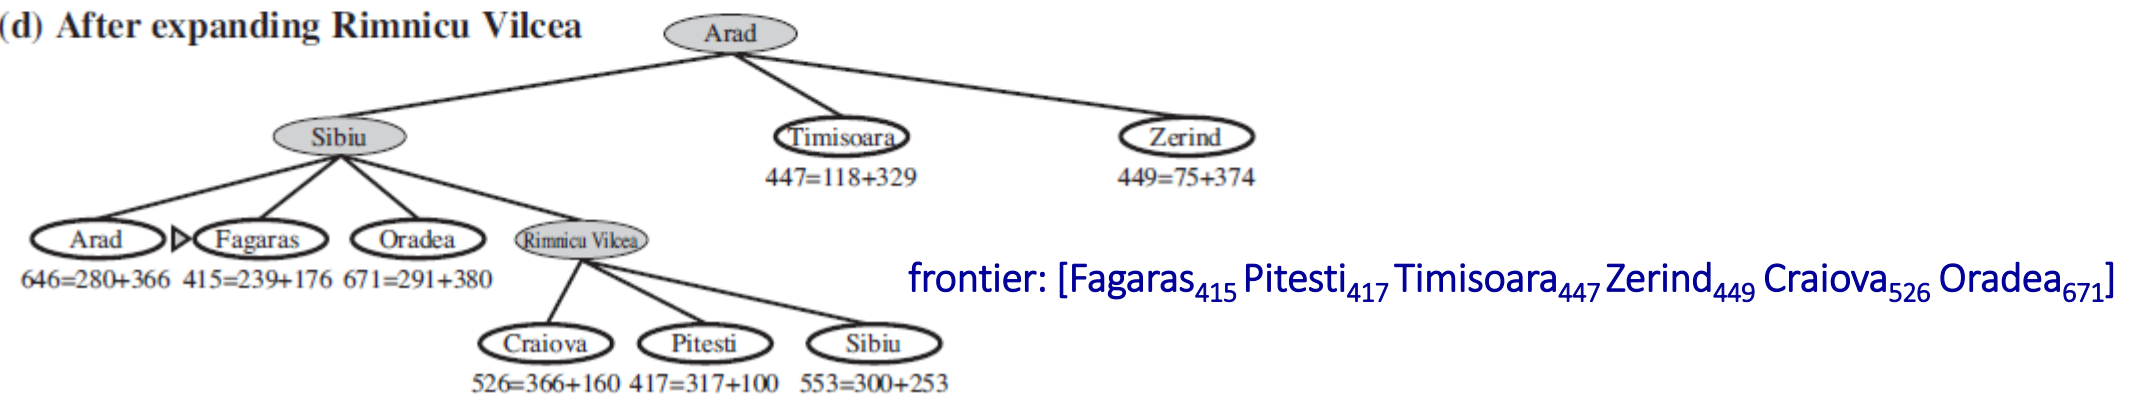 (d) After expanding Rimnicu Vilcea
Arad
Sibiu
Timisoara
Zerind
447=118+329
449=75+374
Arad
Fagaras
Oradea
Rimnicu Vilcea
646=280+366
415=239+176
671=291+380
frontier: [Fagaras415 Pitesti417 Timisoara447 Zerind449 Craiova526 Oradea671]
Craiova
Pitesti
Sibiu
526=366+160
417=317+100
553=300+253